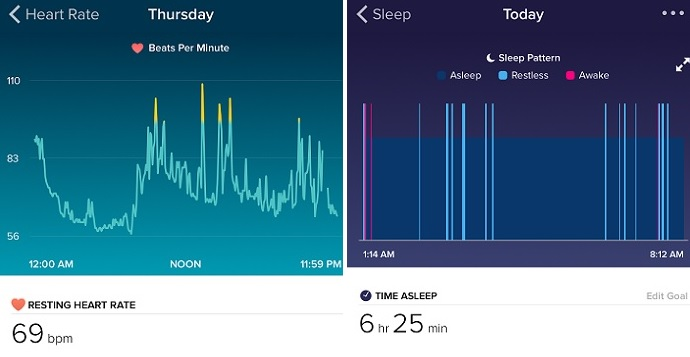 Heart Rate
Thursday
Beats Per Minute
110
83
56
12:00 AM
NOON
11:59 PM
RESTING HEART RATE
69 bpm
Sleep
Today
Sleep Pattern
Asleep
Restless
Awake
1:14 AM
8:12 AM
TIME ASLEEP
Edit Goal
6 hr 25 min